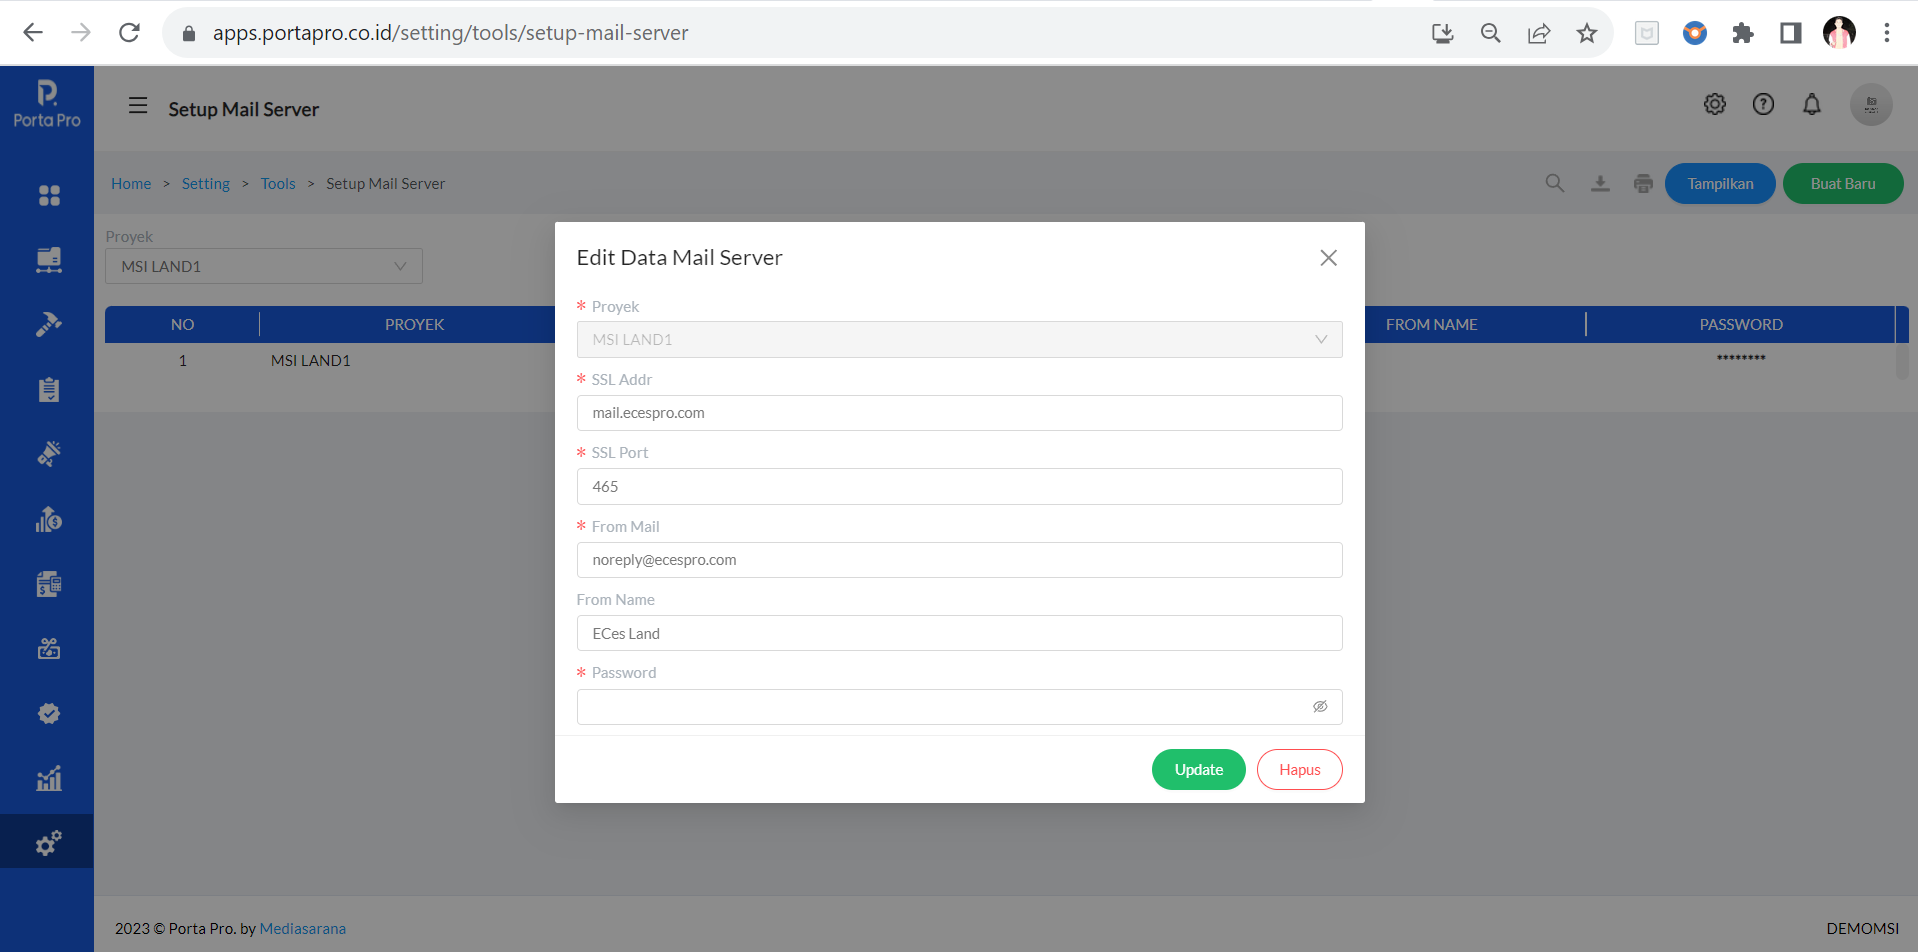 apps.portapro.co.id/setting/tools/setup-mail-server
Porta Pro
Setup Mail Server
Home > Setting > Tools > Setup Mail Server
Tampilkan
Buat Baru
Proyek
MSI LAND1
NO
PROYEK
FROM NAME
PASSWORD
1
MSI LAND1
********
Edit Data Mail Server
* Proyek
MSI LAND1
* SSL Addr
mail.ecespro.com
* SSL Port
465
* From Mail
noreply@ecespro.com
From Name
ECes Land
* Password
Update
Hapus
2023 © Porta Pro. by Mediasarana
DEMOMSI